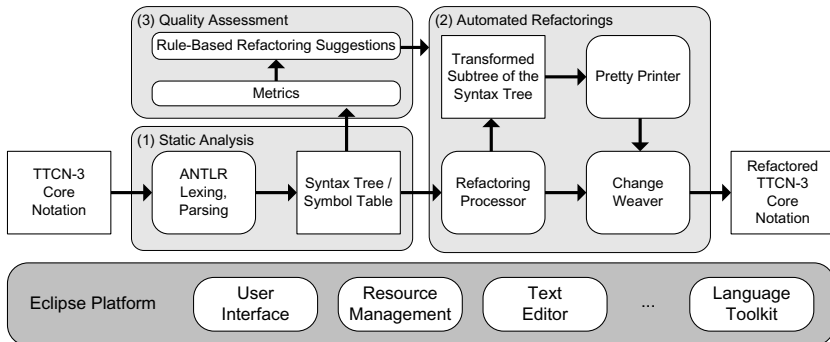 (3) Quality Assessment
Rule-Based Refactoring Suggestions
Metrics
(2) Automated Refactorings
Transformed
Subtree of the
Syntax Tree
Pretty Printer
(1) Static Analysis
TTCN-3
Core
Notation
ANTLR
Lexing,
Parsing
Syntax Tree /
Symbol Table
Refactoring
Processor
Change
Weaver
Refactored
TTCN-3
Core
Notation
Eclipse Platform
User
Interface
Resource
Management
Text
Editor
...
Language
Toolkit